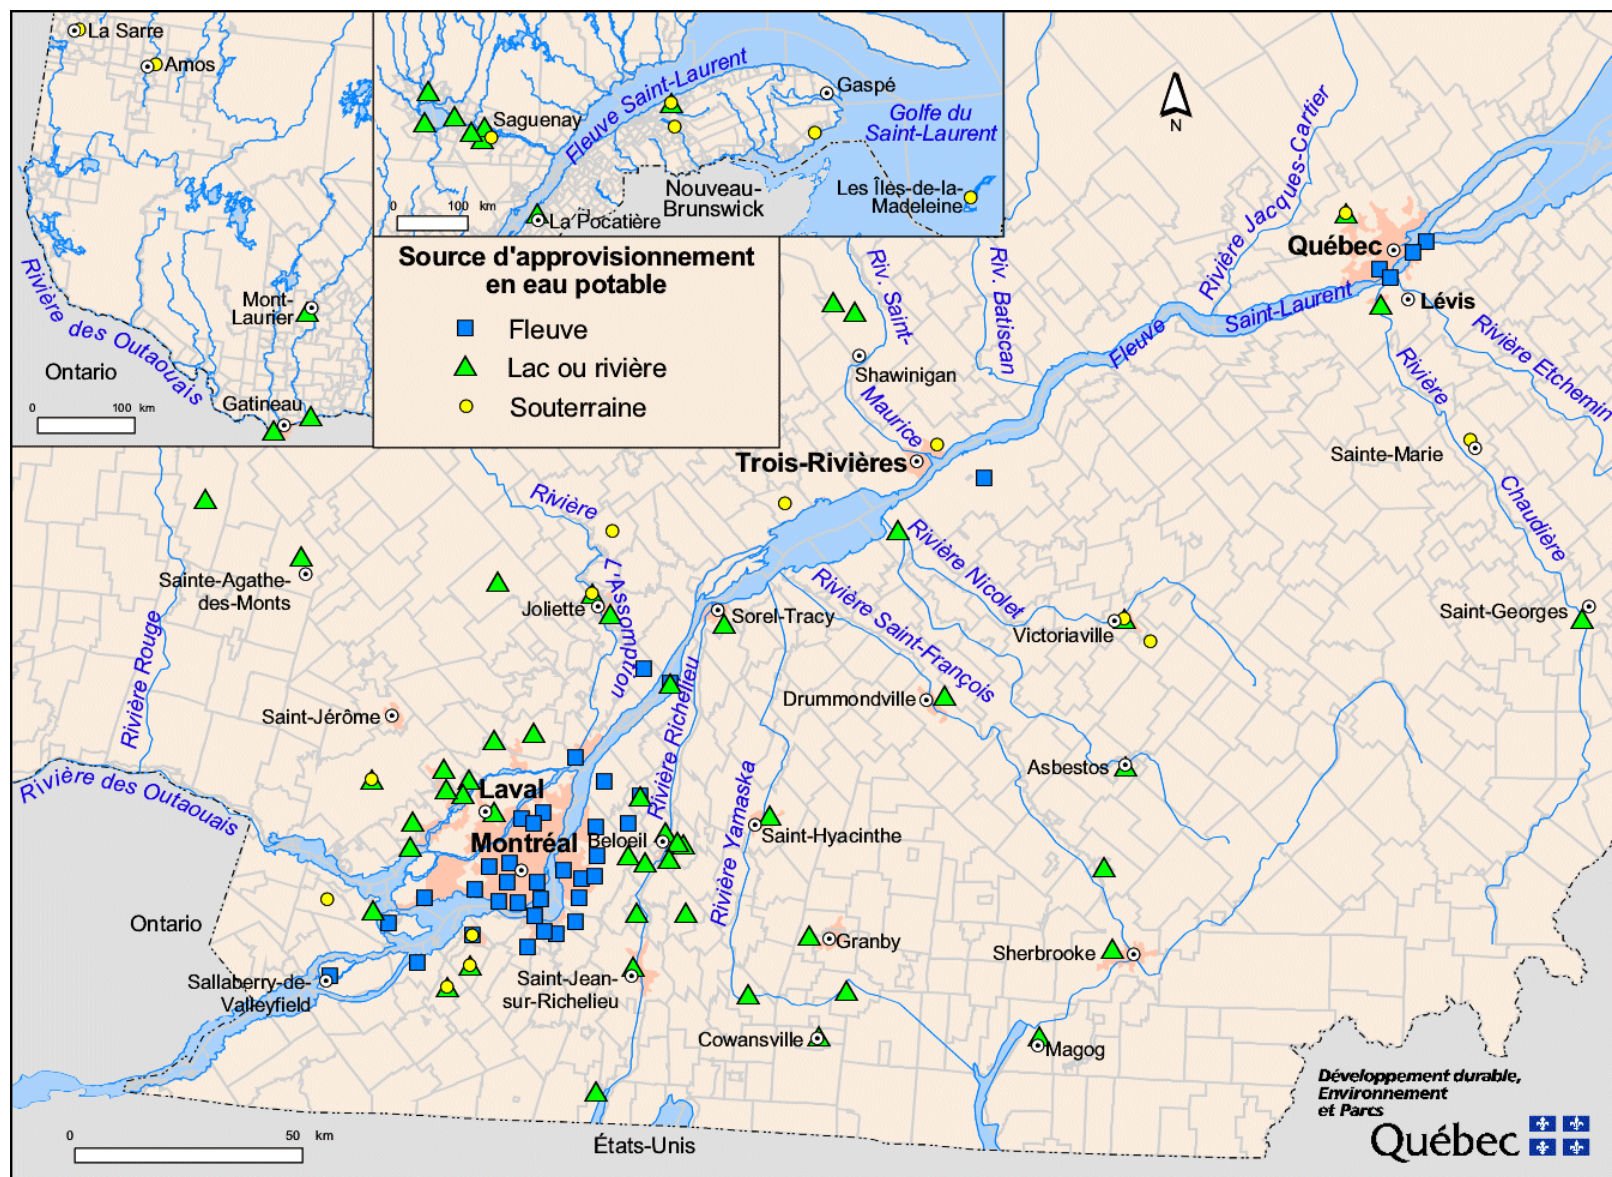 La Sarre
Amos
Rivière des Outaouais
Mont-
Laurier
Ontario
Gatineau
0 100 km
Saguenay
Fleuve Saint-Laurent
Gaspé
Golfe du
Saint-Laurent
Nouveau-
Brunswick
Les Îles-de-la-
Madeleine
La Pocatière
0 100 km
Source d'approvisionnement
en eau potable
Fleuve
Lac ou rivière
Souterraine
N
Rivière Jacques-Cartier
Québec
Lévis
Riv. Saint-
Maurice
Riv. Batiscan
Shawinigan
Fleuve
Saint-Laurent
Rivière Etchemin
Rivière
Chaudière
Sainte-Marie
Trois-Rivières
Rivière
L'Assomption
Sainte-Agathe-
des-Monts
Joliette
Sorel-Tracy
Rivière Nicolet
Rivière Saint-François
Victoriaville
Saint-Georges
Rivière Rouge
Saint-Jérôme
Drummondville
Rivière Richelieu
Asbestos
Rivière des Outaouais
Laval
Montréal
Beloeil
Saint-Hyacinthe
Rivière Yamaska
Ontario
Granby
Sherbrooke
Sallaberry-de-
Valleyfield
Saint-Jean-
sur-Richelieu
Cowansville
Magog
États-Unis
0 50 km
Développement durable,
Environnement
et Parcs
Québec